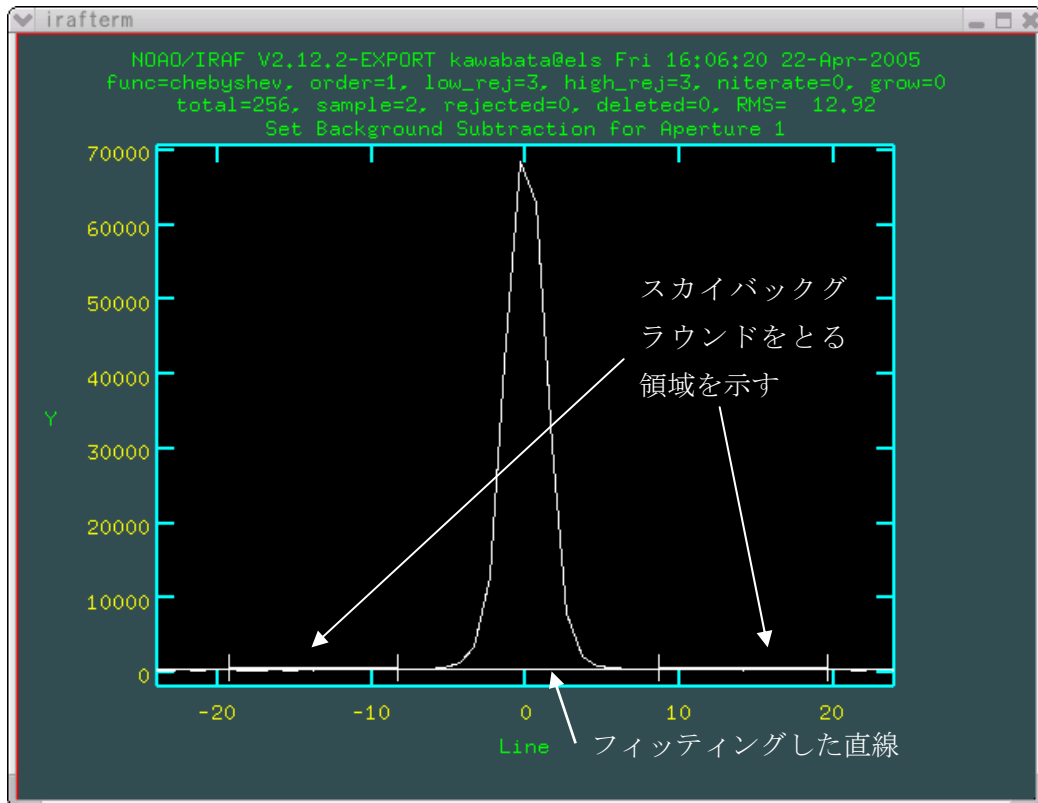 irafterm
NOAO/IRAF V2.12.2-EXPORT kawabata@els Fri 16:06:20 22-Apr-2005
func=chebyshev, order=1, low_rej=3, high_rej=3, niterate=0, grow=0
total=256, sample=2, rejected=0, deleted=0, RMS= 12.92
Set Background Subtraction for Aperture 1
70000
60000
50000
40000
30000
20000
10000
0
Y
スカイバックグ
ラウンドをとる
領域を示す
-20
-10
0
10
20
Line
フィッティングした直線